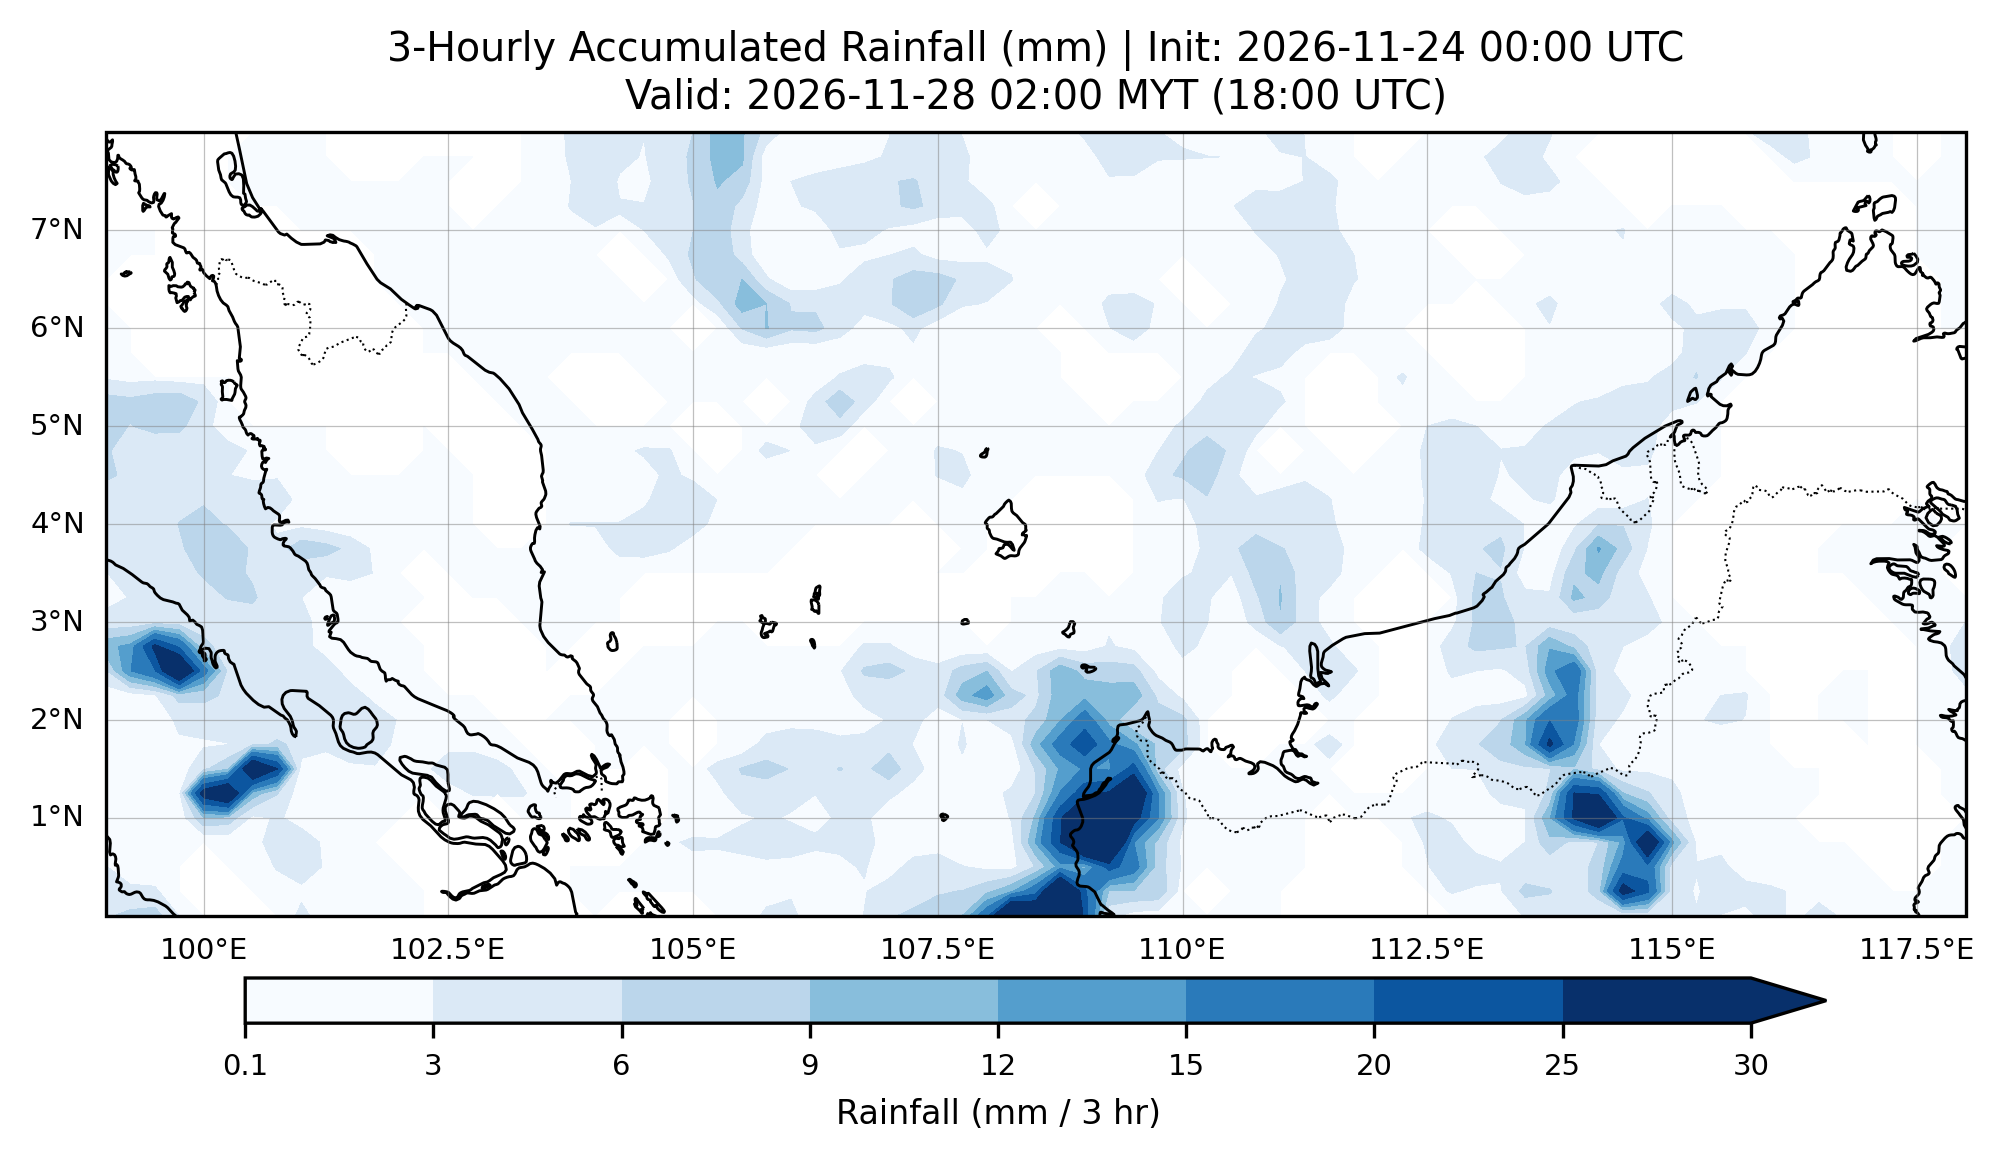 3-Hourly Accumulated Rainfall (mm) | Init: 2026-11-24 00:00 UTC
Valid: 2026-11-28 02:00 MYT (18:00 UTC)
7°N
6°N
5°N
4°N
3°N
2°N
1°N
100°E 102.5°E 105°E 107.5°E 110°E 112.5°E 115°E 117.5°E
0.1 3 6 9 12 15 20 25 30
Rainfall (mm / 3 hr)